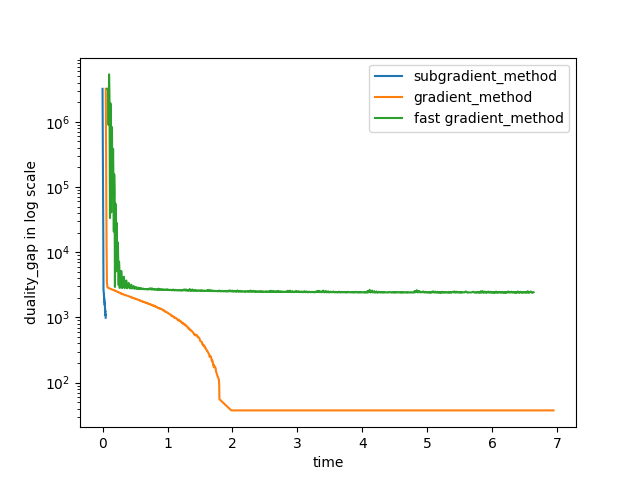 subgradient_method
gradient_method
fast gradient_method
duality_gap in log scale
10^6
10^5
10^4
10^3
10^2
0 1 2 3 4 5 6 7
time